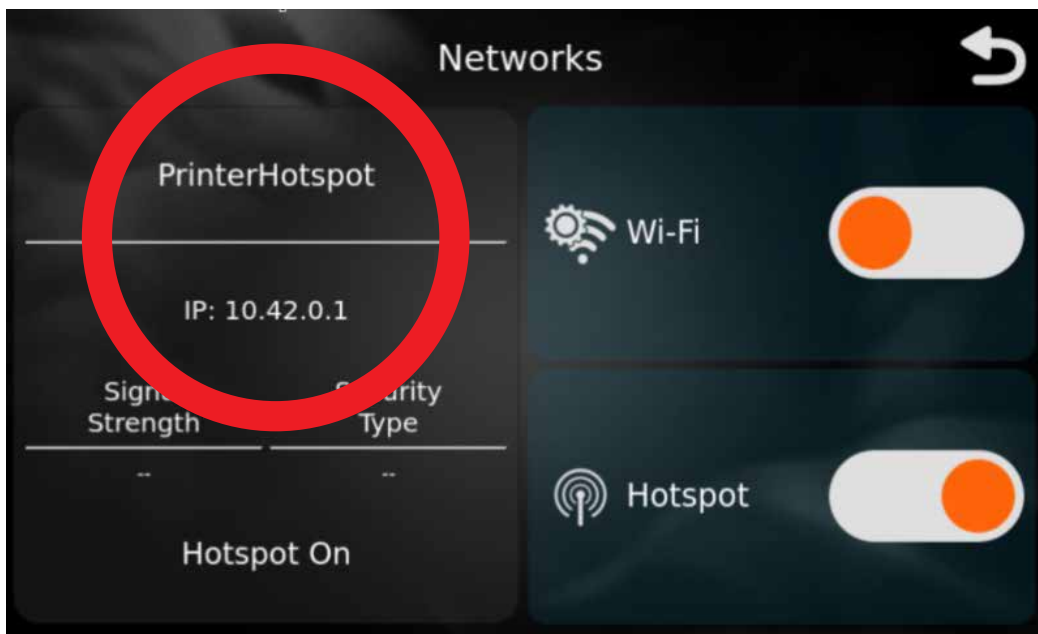 Networks
PrinterHotspot
IP: 10.42.0.1
Strength
Type
--
--
Hotspot On
Wi-Fi
Hotspot